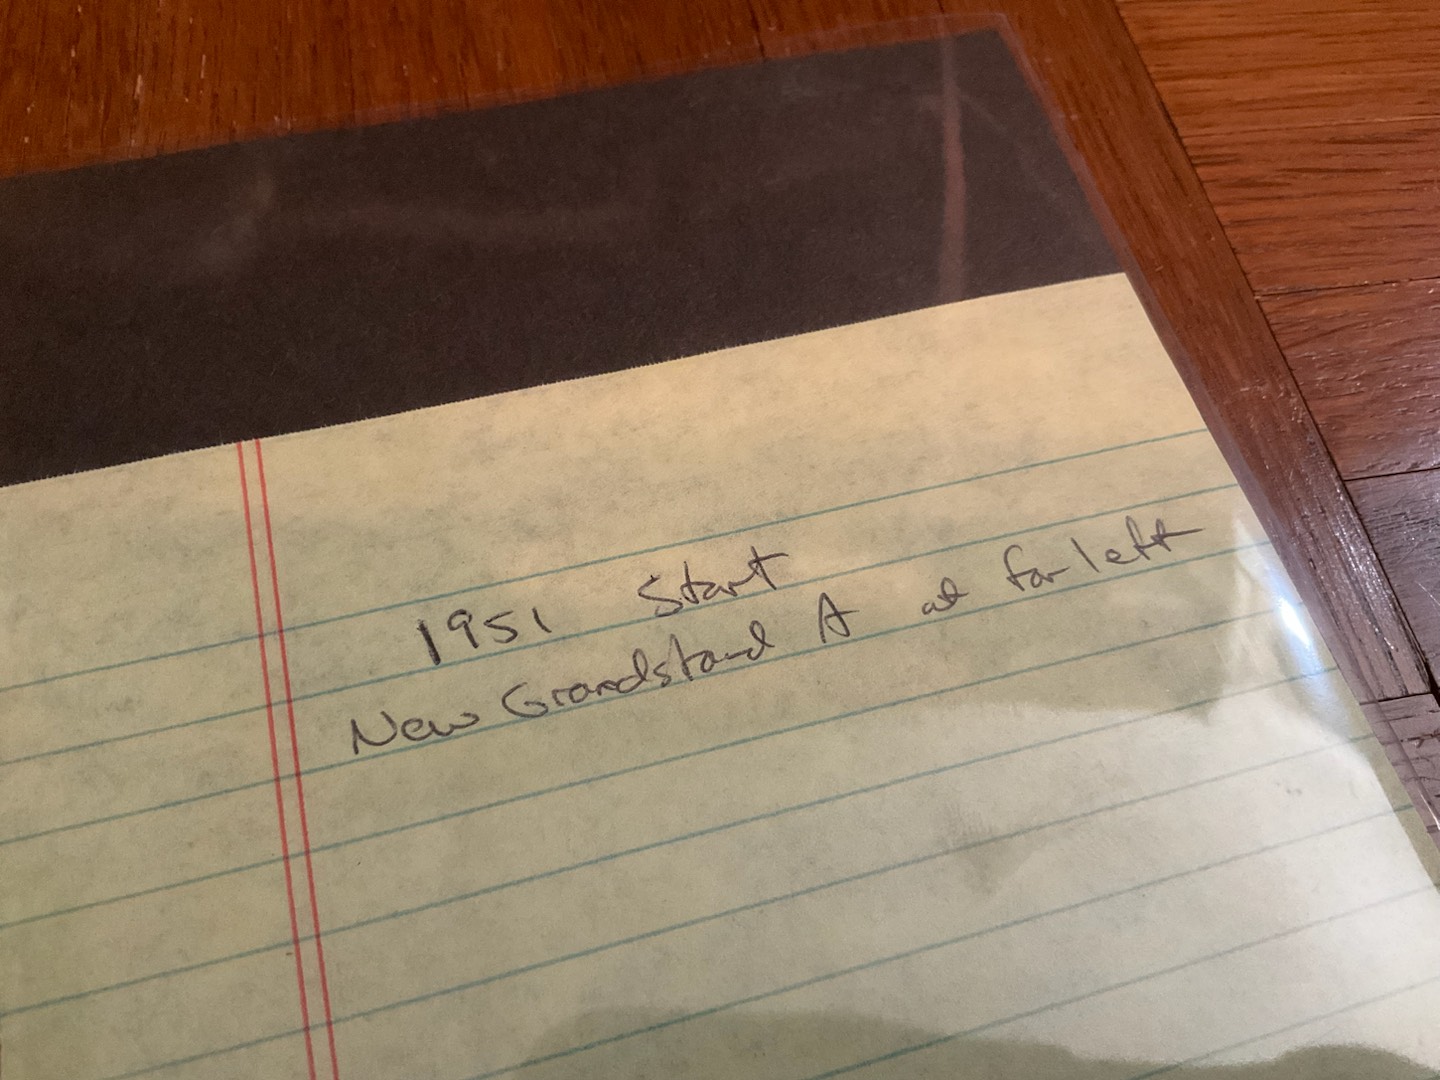 1951 Start
New Grandstand A at far left